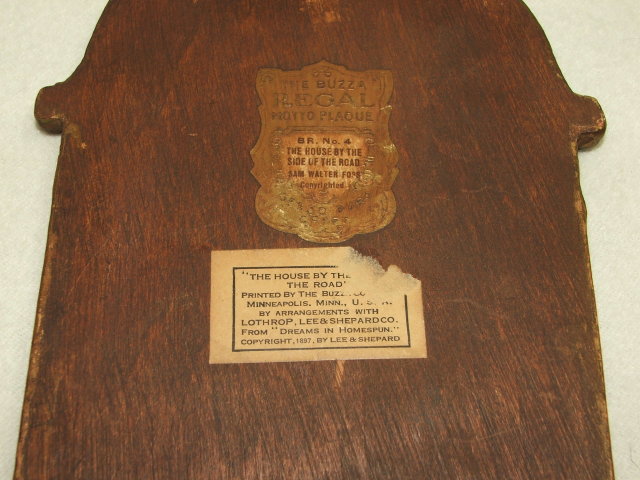 THE BUZZA
REGAL
MOTTO PLAQUE
BR. No. 4
THE HOUSE BY THE
SIDE OF THE ROAD
SAM WALTER FOSS
Copyrighted
"THE HOUSE BY THE
THE ROAD"
PRINTED BY THE BUZZ
MINNEAPOLIS, MINN., U. S. A.
BY ARRANGEMENTS WITH
LOTHROP, LEE & SHEPARD CO.
FROM "DREAMS IN HOMESPUN."
COPYRIGHT, 1897, BY LEE & SHEPARD